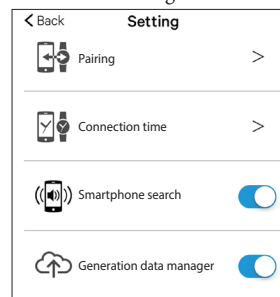 Back
Setting
Pairing
Connection time
Smartphone search
Generation data manager